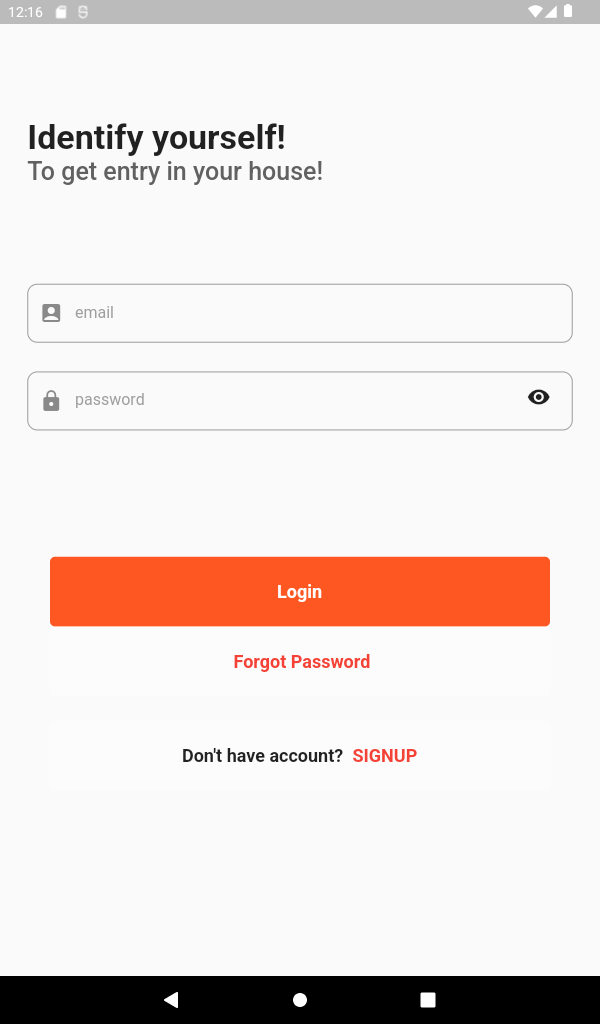 12:16
Identify yourself!
To get entry in your house!
email
password
Login
Forgot Password
Don't have account? SIGNUP